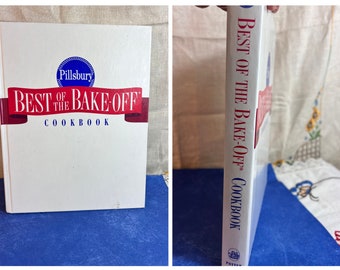 Pillsbury
BEST OF THE BAKE-OFF®
COOKBOOK
BEST OF THE BAKE-OFF® COOKBOOK